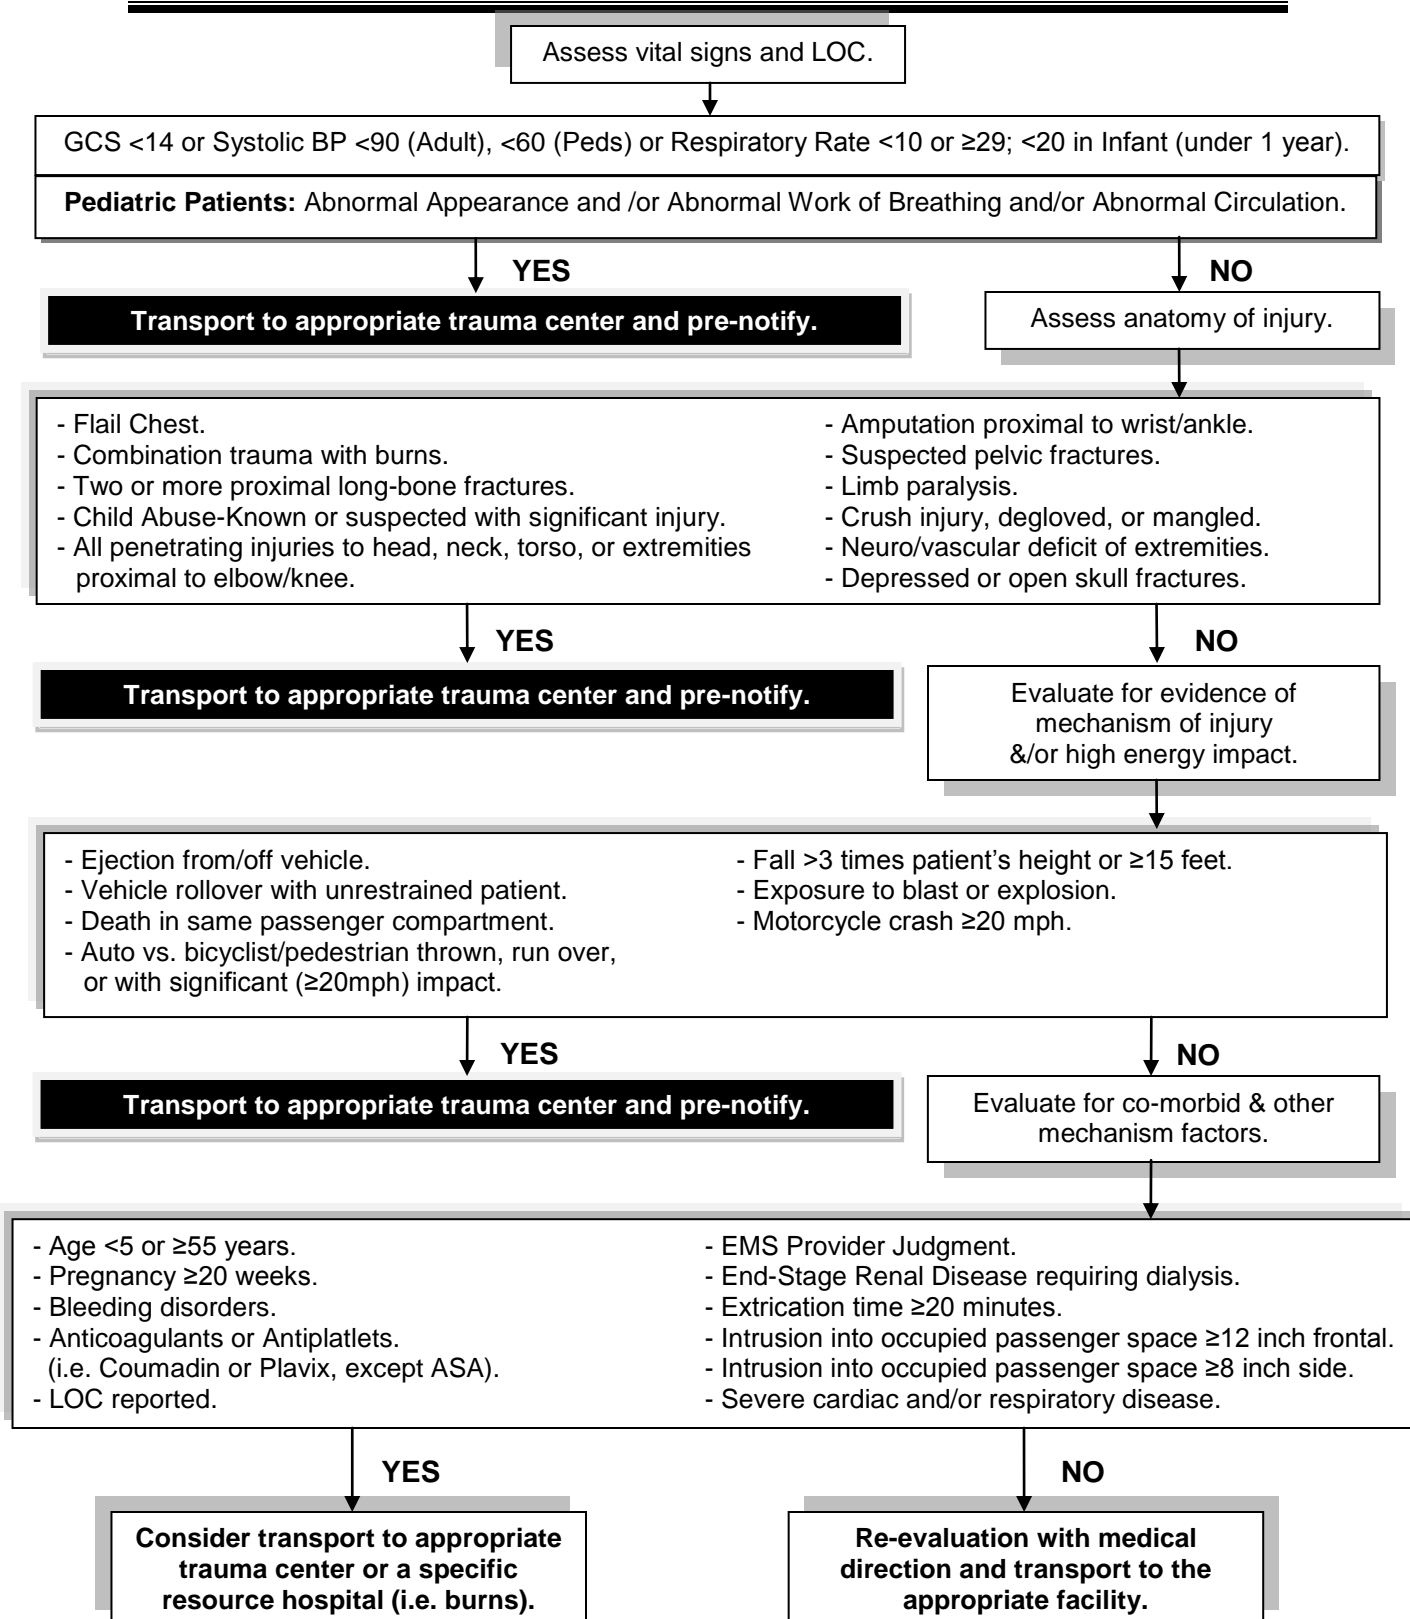 Assess vital signs and LOC.
GCS <14 or Systolic BP <90 (Adult), <60 (Peds) or Respiratory Rate <10 or ≥29; <20 in Infant (under 1 year).
Pediatric Patients: Abnormal Appearance and /or Abnormal Work of Breathing and/or Abnormal Circulation.
YES
NO
Transport to appropriate trauma center and pre-notify.
Assess anatomy of injury.
- Flail Chest.
- Combination trauma with burns.
- Two or more proximal long-bone fractures.
- Child Abuse-Known or suspected with significant injury.
- All penetrating injuries to head, neck, torso, or extremities
proximal to elbow/knee.
- Amputation proximal to wrist/ankle.
- Suspected pelvic fractures.
- Limb paralysis.
- Crush injury, degloved, or mangled.
- Neuro/vascular deficit of extremities.
- Depressed or open skull fractures.
YES
NO
Transport to appropriate trauma center and pre-notify.
Evaluate for evidence of
mechanism of injury
&/or high energy impact.
- Ejection from/off vehicle.
- Vehicle rollover with unrestrained patient.
- Death in same passenger compartment.
- Auto vs. bicyclist/pedestrian thrown, run over,
or with significant (≥20mph) impact.
- Fall >3 times patient’s height or ≥15 feet.
- Exposure to blast or explosion.
- Motorcycle crash ≥20 mph.
YES
NO
Transport to appropriate trauma center and pre-notify.
Evaluate for co-morbid & other
mechanism factors.
- Age <5 or ≥55 years.
- Pregnancy ≥20 weeks.
- Bleeding disorders.
- Anticoagulants or Antiplatlets.
(i.e. Coumadin or Plavix, except ASA).
- LOC reported.
- EMS Provider Judgment.
- End-Stage Renal Disease requiring dialysis.
- Extrication time ≥20 minutes.
- Intrusion into occupied passenger space ≥12 inch frontal.
- Intrusion into occupied passenger space ≥8 inch side.
- Severe cardiac and/or respiratory disease.
YES
NO
Consider transport to appropriate
trauma center or a specific
resource hospital (i.e. burns).
Re-evaluation with medical
direction and transport to the
appropriate facility.